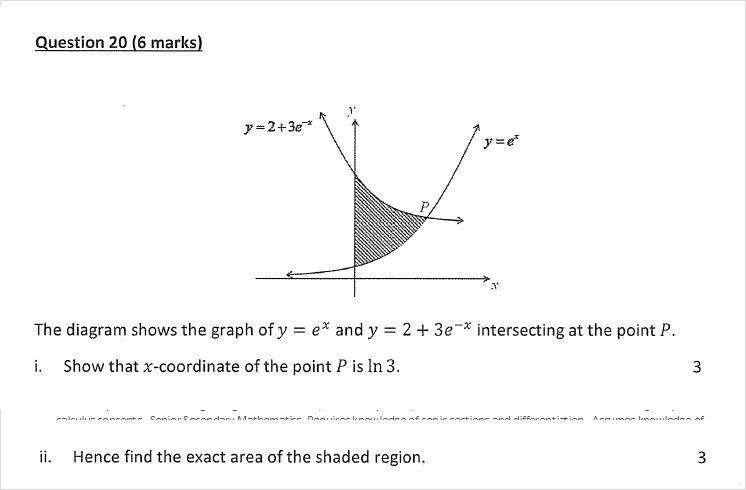 Question 20 (6 marks)
y
y = 2 + 3e⁻ˣ
y = eˣ
P
x
The diagram shows the graph of y = eˣ and y = 2 + 3e⁻ˣ intersecting at the point P.
i. Show that x-coordinate of the point P is ln 3. 3
ii. Hence find the exact area of the shaded region. 3